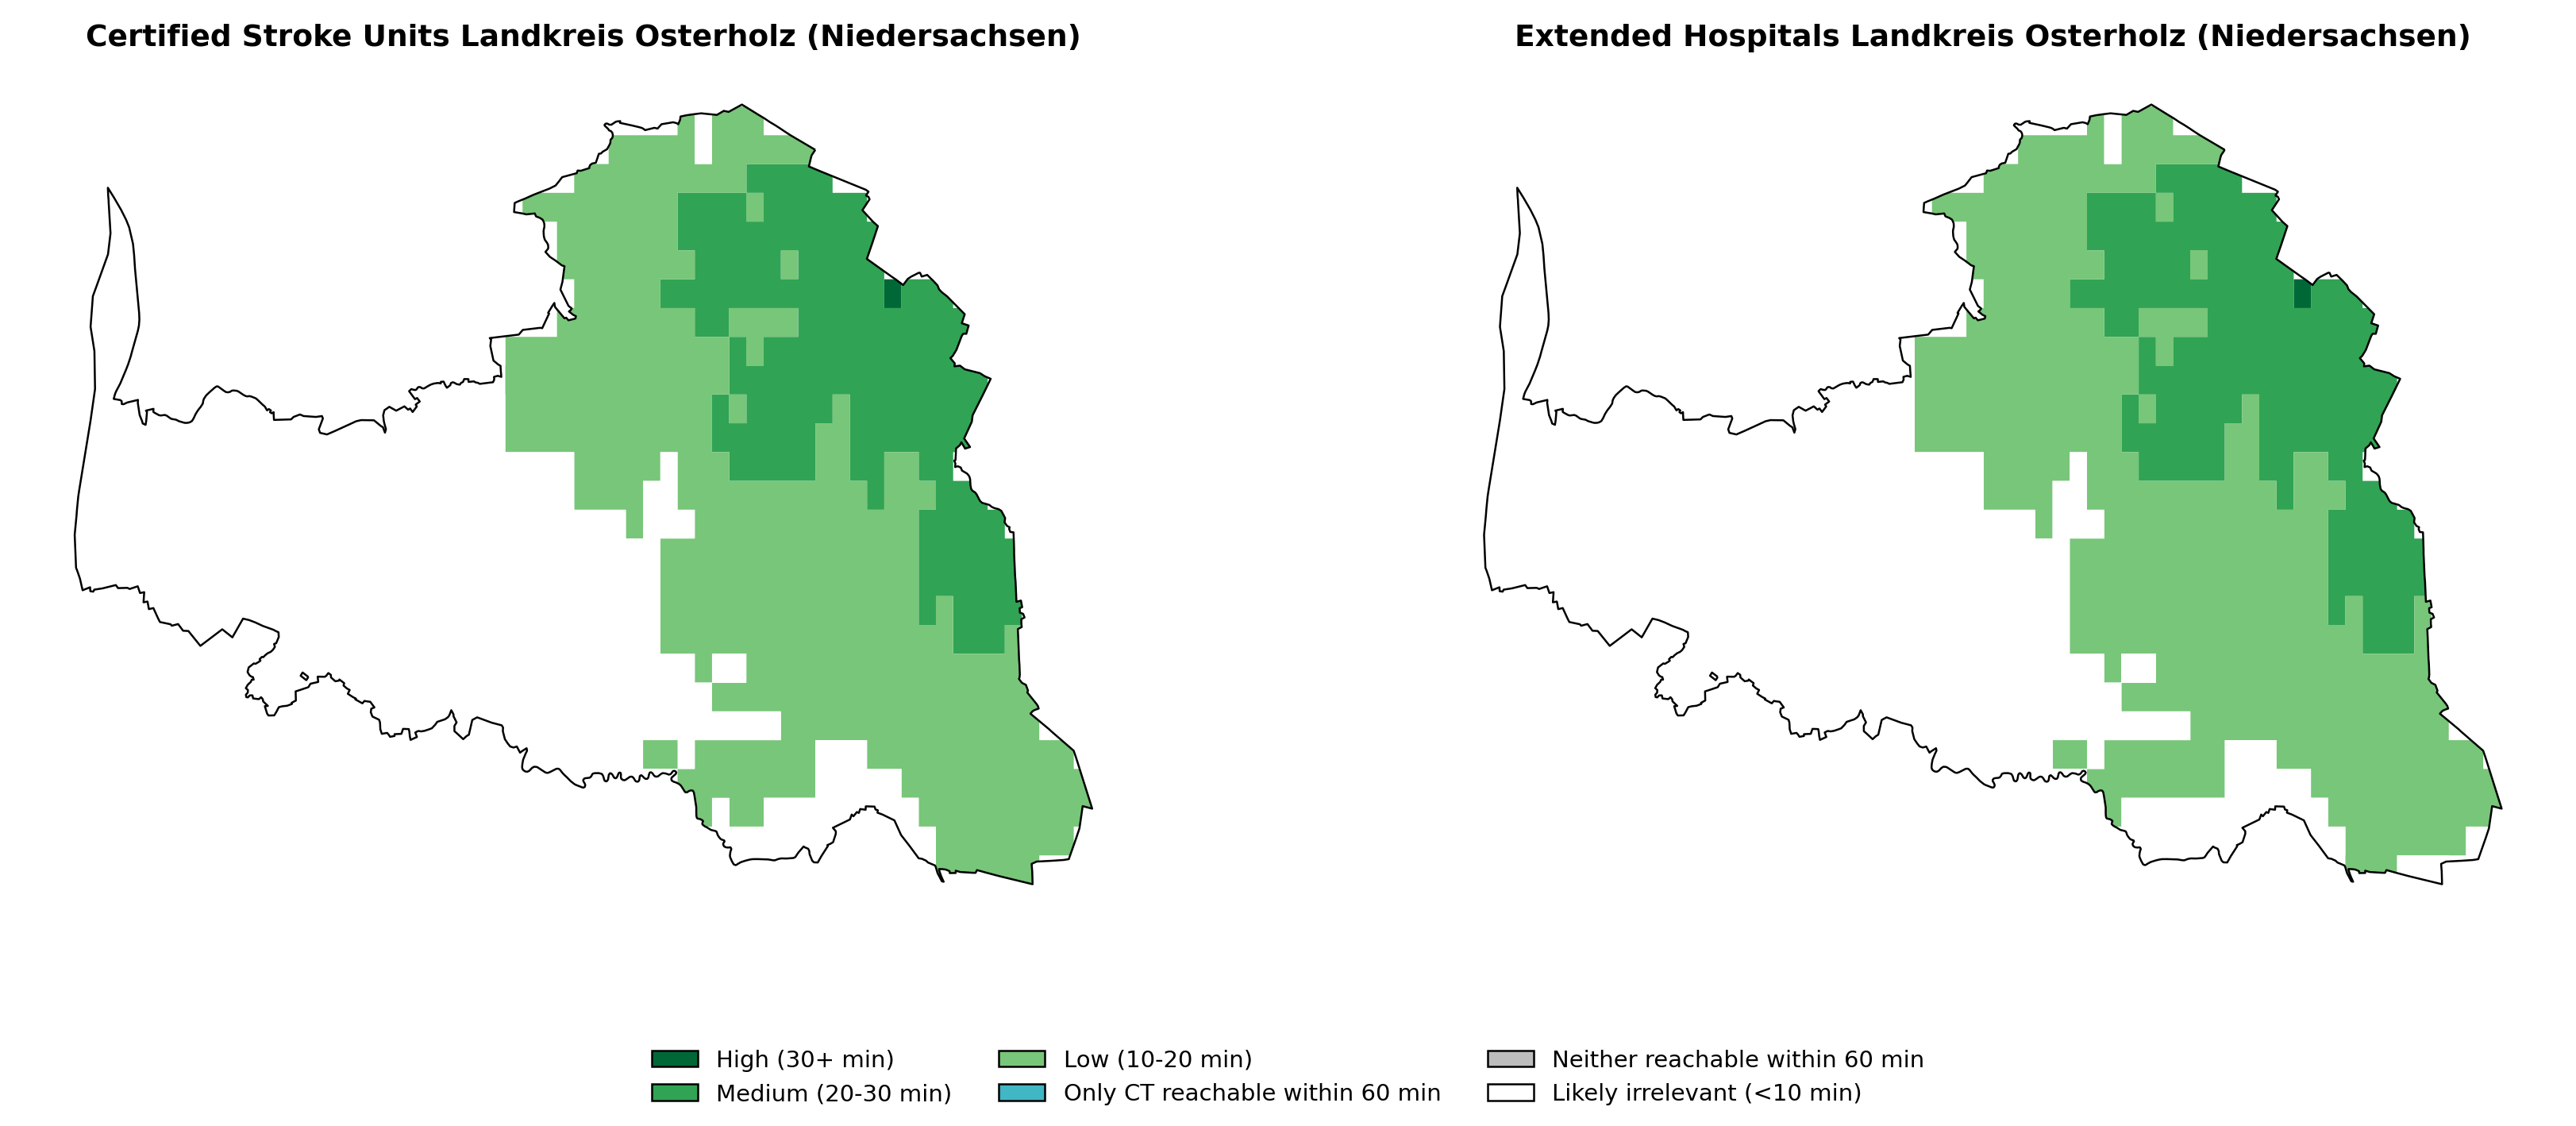 Certified Stroke Units Landkreis Osterholz (Niedersachsen)
Extended Hospitals Landkreis Osterholz (Niedersachsen)
High (30+ min)
Medium (20-30 min)
Low (10-20 min)
Only CT reachable within 60 min
Neither reachable within 60 min
Likely irrelevant (<10 min)